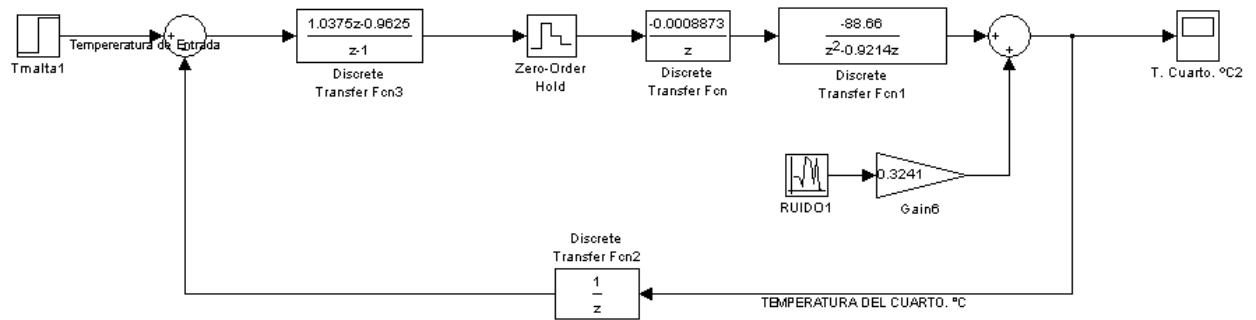 Tmalta1
Tempereratura de Entrada
+
-
1.0375z-0.9625
z-1
Discrete
Transfer Fcn3
Zero-Order
Hold
-0.0008873
z
Discrete
Transfer Fcn
-88.66
z²-0.9214z
Discrete
Transfer Fcn1
+
+
T. Cuarto. ºC2
RUIDO1
0.3241
Gain6
Discrete
Transfer Fcn2
1
z
TEMPERATURA DEL CUARTO. ºC